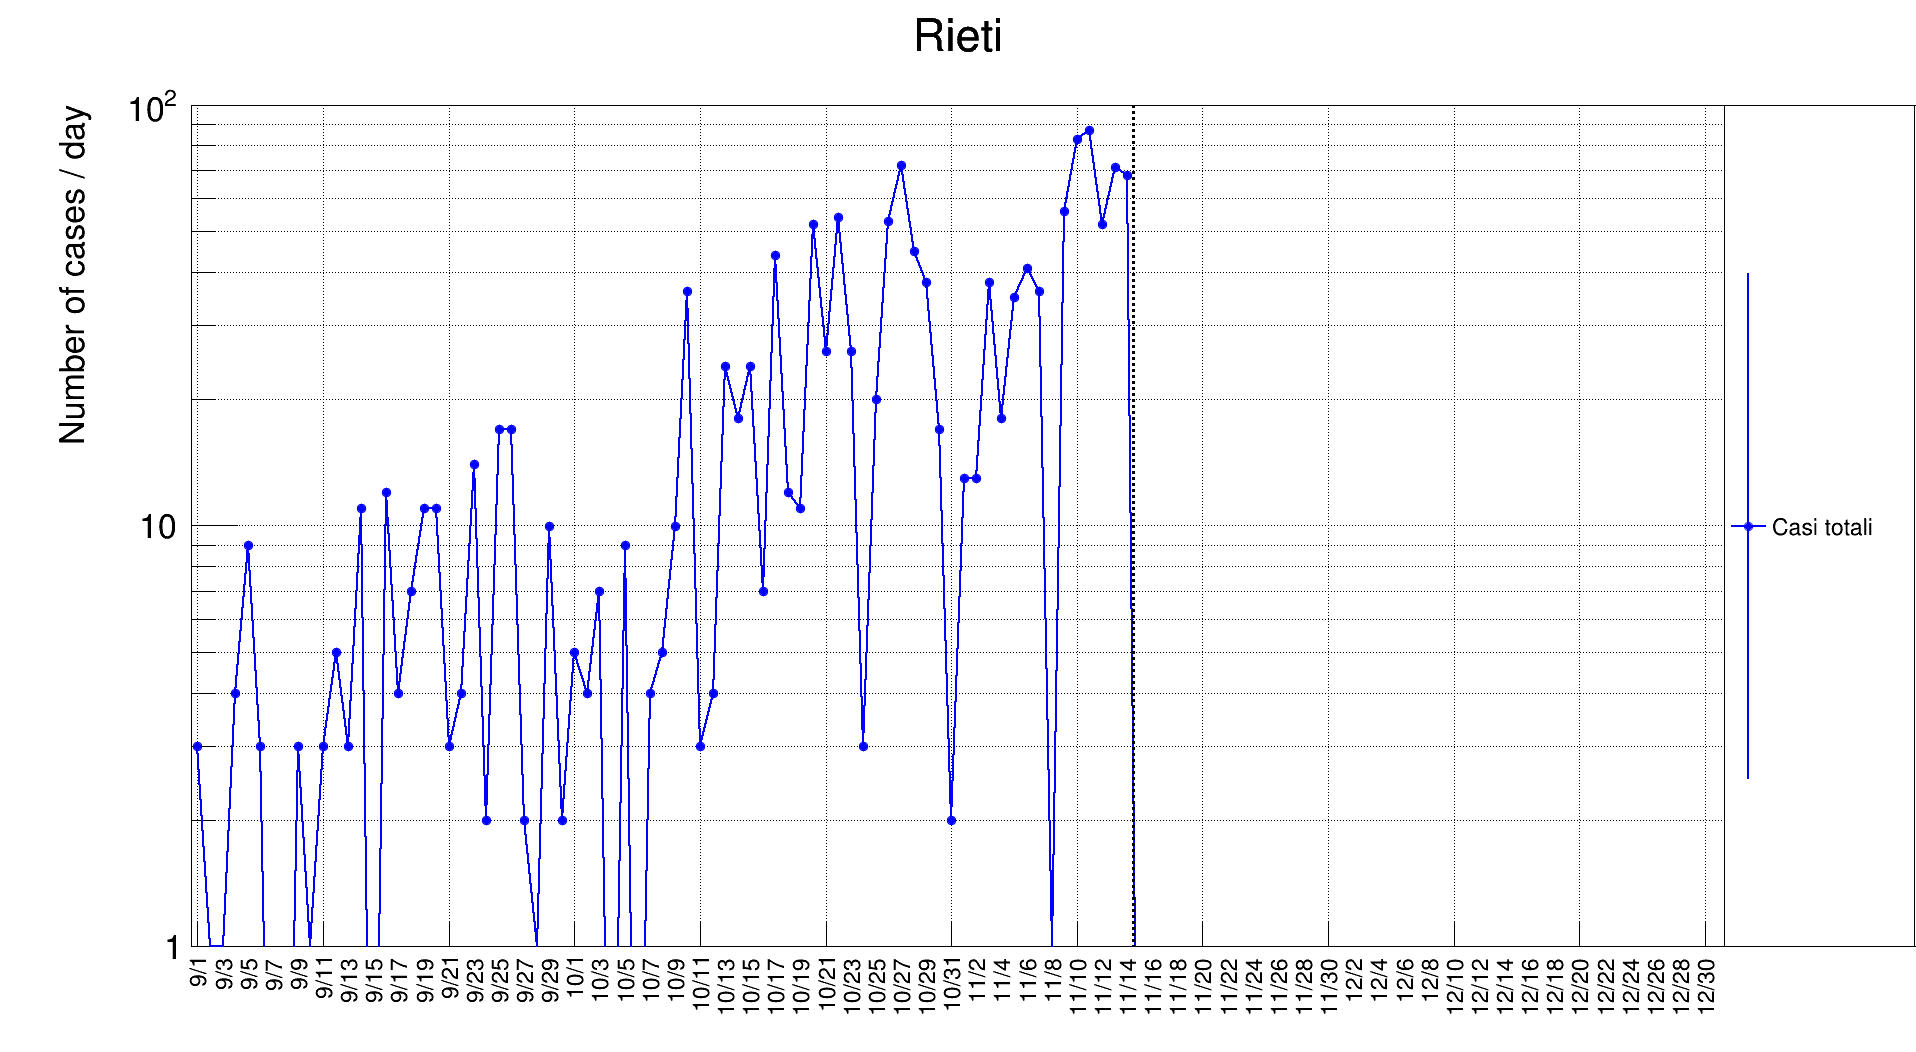 Rieti
Number of cases / day
10²
10
1
9/1 9/3 9/5 9/7 9/9 9/11 9/13 9/15 9/17 9/19 9/21 9/23 9/25 9/27 9/29 10/1 10/3 10/5 10/7 10/9 10/11 10/13 10/15 10/17 10/19 10/21 10/23 10/25 10/27 10/29 10/31 11/2 11/4 11/6 11/8 11/10 11/12 11/14 11/16 11/18 11/20 11/22 11/24 11/26 11/28 11/30 12/2 12/4 12/6 12/8 12/10 12/12 12/14 12/16 12/18 12/20 12/22 12/24 12/26 12/28 12/30
Casi totali